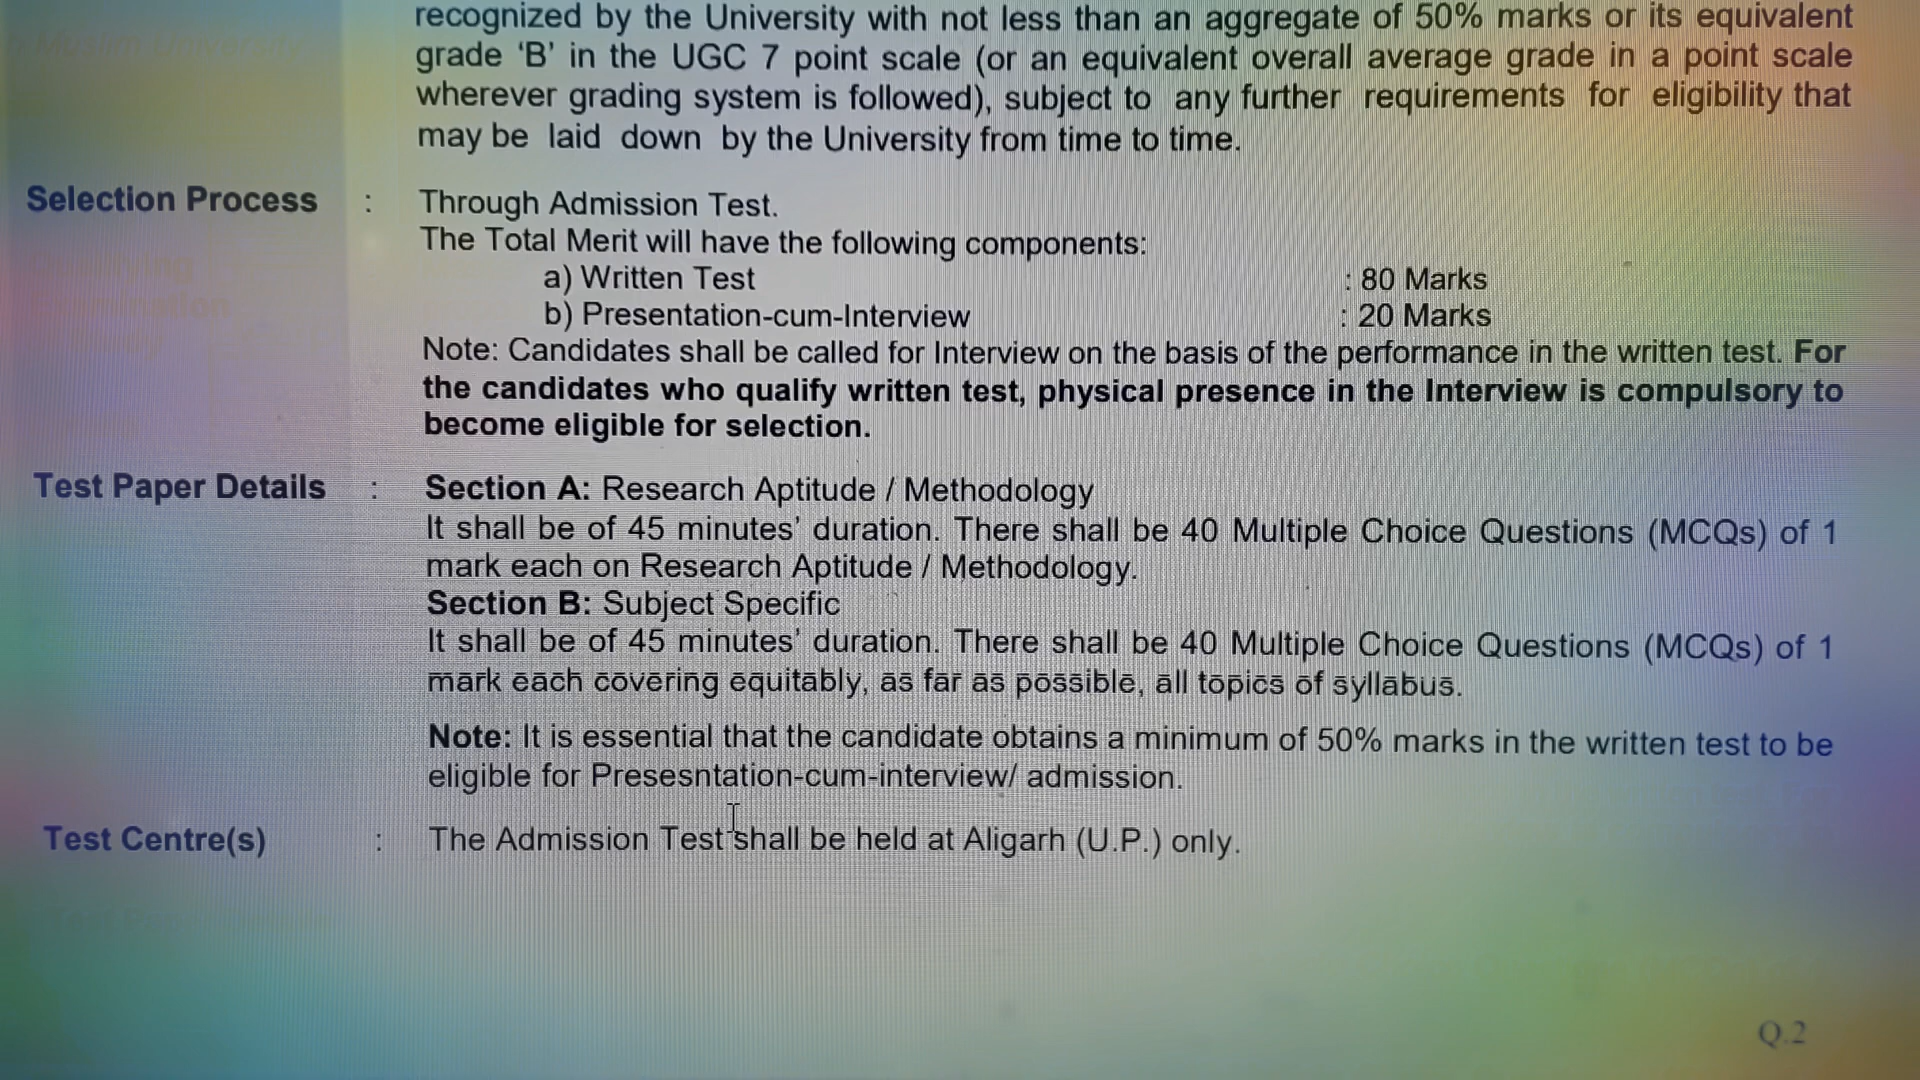 recognized by the University with not less than an aggregate of 50% marks or its equivalent
grade ‘B’ in the UGC 7 point scale (or an equivalent overall average grade in a point scale
wherever grading system is followed), subject to any further requirements for eligibility that
may be laid down by the University from time to time.
Selection Process : Through Admission Test.
The Total Merit will have the following components:
a) Written Test : 80 Marks
b) Presentation-cum-Interview : 20 Marks
Note: Candidates shall be called for Interview on the basis of the performance in the written test. For
the candidates who qualify written test, physical presence in the Interview is compulsory to
become eligible for selection.
Test Paper Details : Section A: Research Aptitude / Methodology
It shall be of 45 minutes’ duration. There shall be 40 Multiple Choice Questions (MCQs) of 1
mark each on Research Aptitude / Methodology.
Section B: Subject Specific
It shall be of 45 minutes’ duration. There shall be 40 Multiple Choice Questions (MCQs) of 1
mark each covering equitably, as far as possible, all topics of syllabus.
Note: It is essential that the candidate obtains a minimum of 50% marks in the written test to be
eligible for Presesntation-cum-interview/ admission.
Test Centre(s) : The Admission Test shall be held at Aligarh (U.P.) only.
Q.2